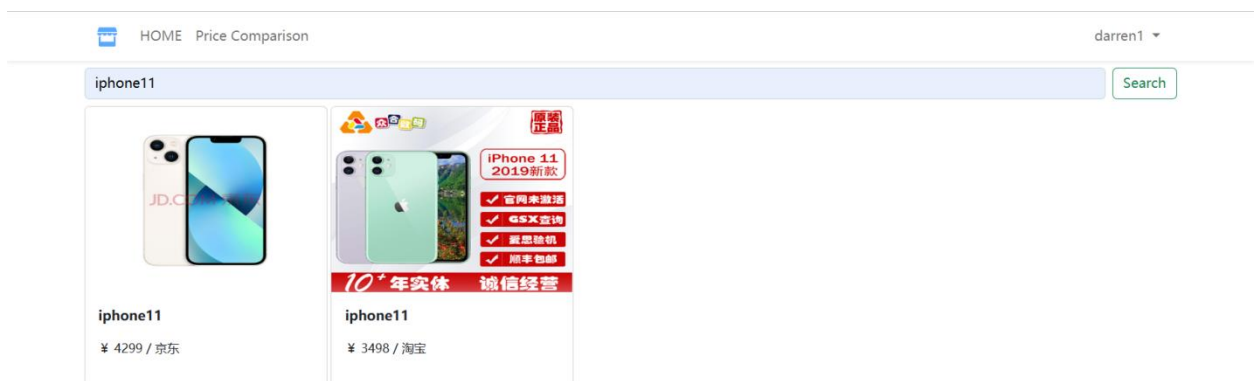 HOME Price Comparison
darren1
iphone11
Search
JD.C
众合
原装
正品
iPhone 11
2019新款
官网未激活
GSX查询
爱思验机
顺丰包邮
10+年实体 诚信经营
iphone11
¥ 4299 / 京东
iphone11
¥ 3498 / 淘宝